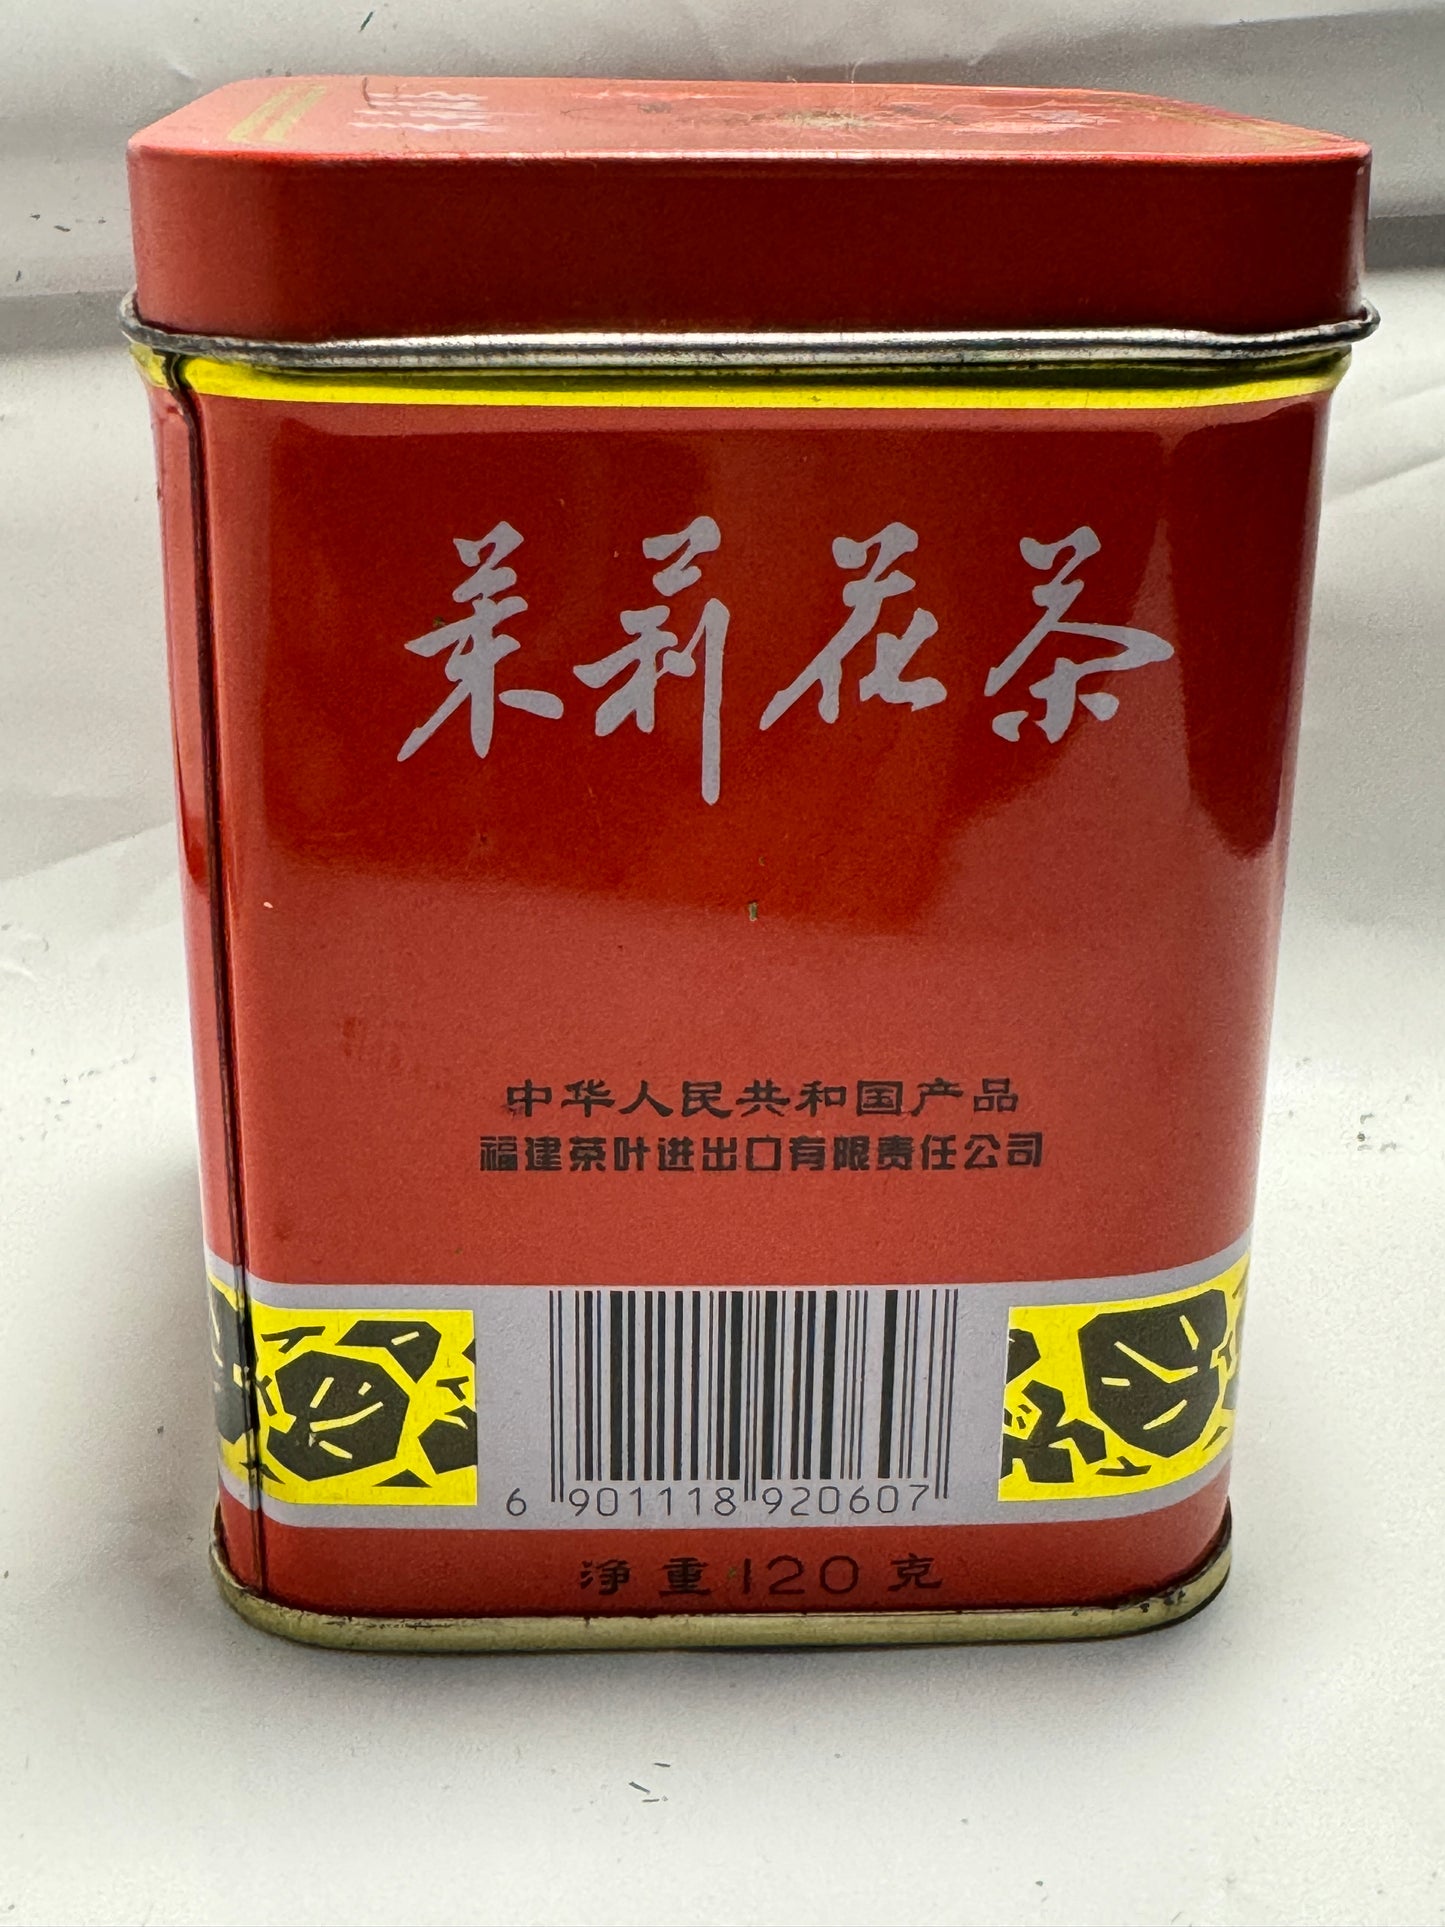 茉莉花茶
中华人民共和国产品
福建茶叶进出口有限责任公司
6 901118 920607
净重120克